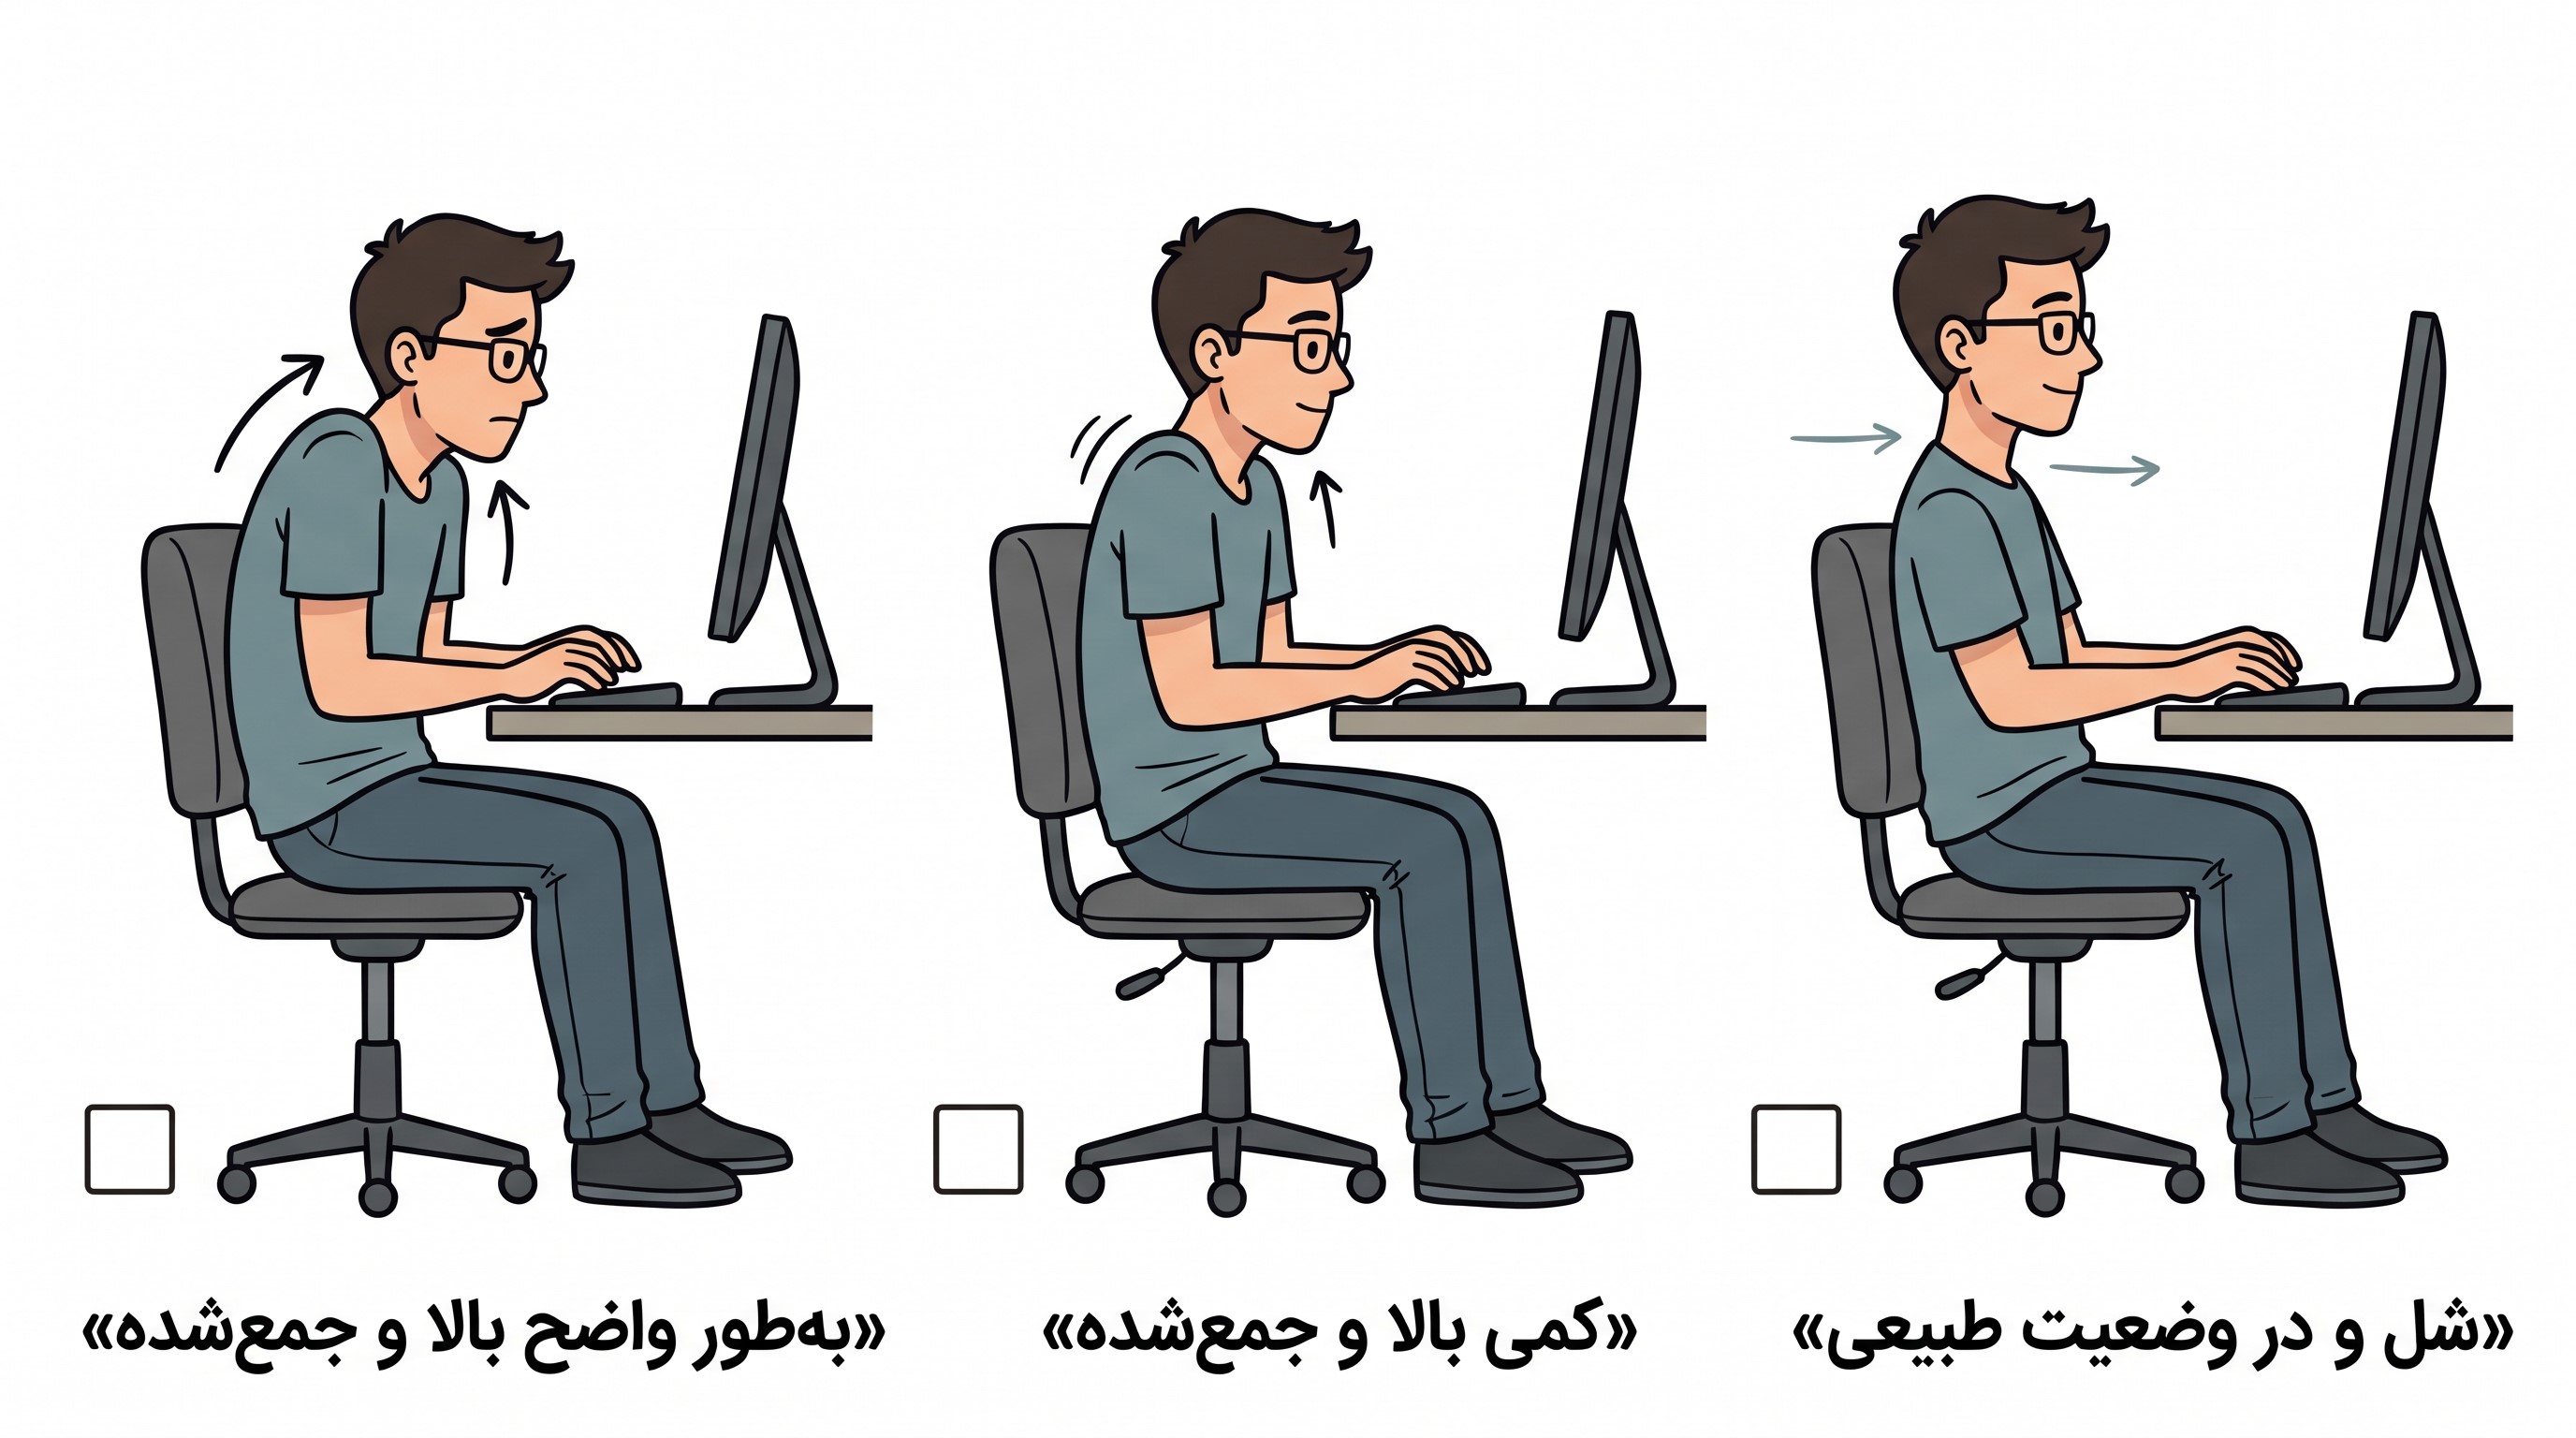 «شل و در وضعیت طبیعی»
«کمی بالا و جمع‌شده»
«به‌طور واضح بالا و جمع‌شده»